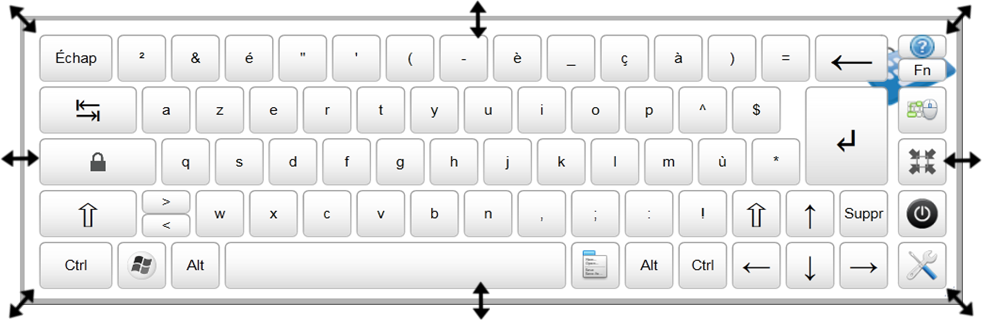 Échap ² & é " ' ( - è _ ç à ) = ← ? Fn
⇤⇥ a z e r t y u i o p ^ $
q s d f g h j k l m ù * ↵
⇧ > w x c v b n , ; : ! ⇧ ↑ Suppr
<
Ctrl Alt Alt Ctrl ← ↓ →